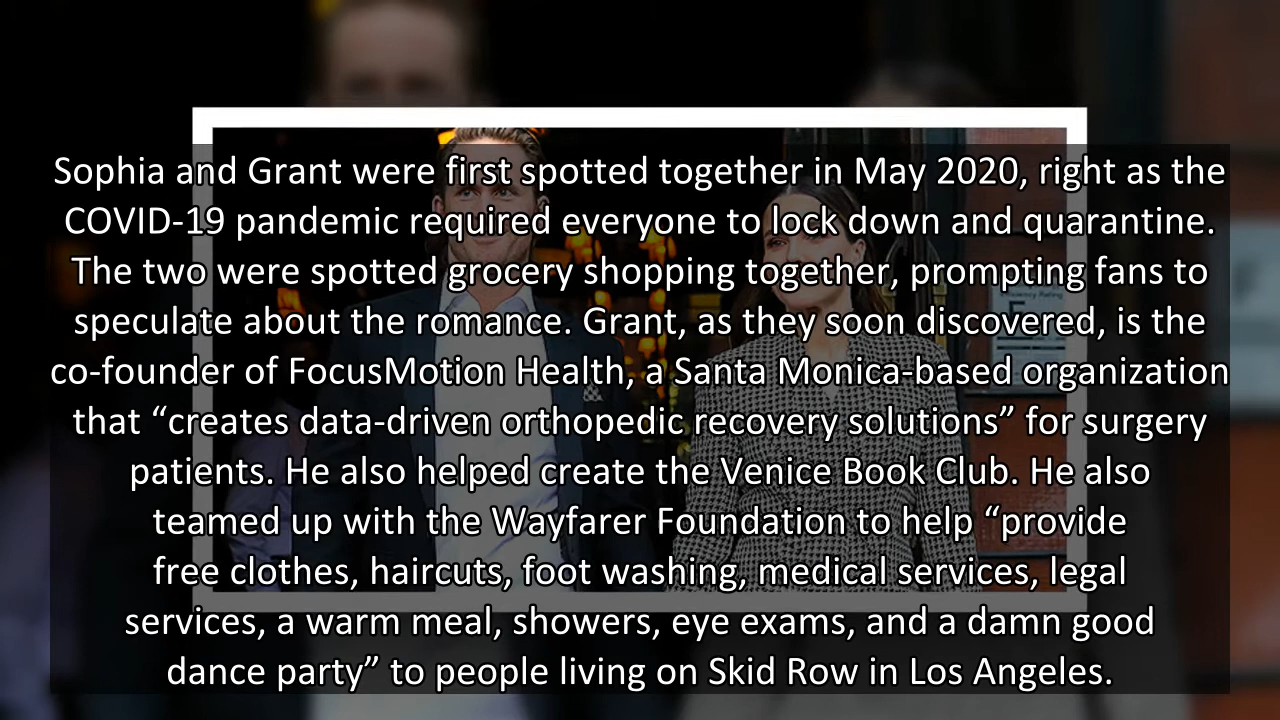 Sophia and Grant were first spotted together in May 2020, right as the
COVID-19 pandemic required everyone to lock down and quarantine.
The two were spotted grocery shopping together, prompting fans to
speculate about the romance. Grant, as they soon discovered, is the
co-founder of FocusMotion Health, a Santa Monica-based organization
that “creates data-driven orthopedic recovery solutions” for surgery
patients. He also helped create the Venice Book Club. He also
teamed up with the Wayfarer Foundation to help “provide
free clothes, haircuts, foot washing, medical services, legal
services, a warm meal, showers, eye exams, and a damn good
dance party” to people living on Skid Row in Los Angeles.